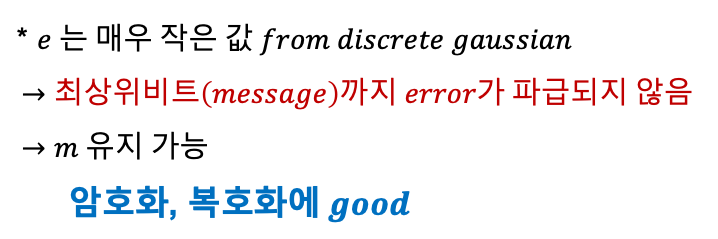 * e 는 매우 작은 값 from discrete gaussian
→ 최상위비트(message)까지 error가 파급되지 않음
→ m 유지 가능
암호화, 복호화에 good